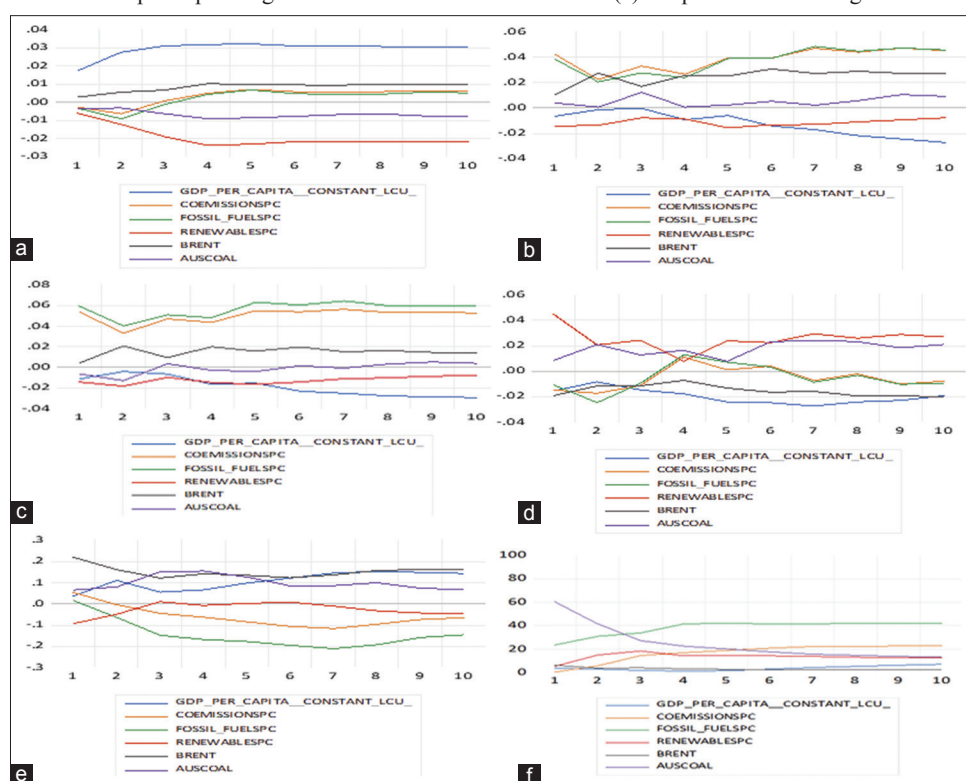 .04
.03
.02
.01
.00
-.01
-.02
-.03
1 2 3 4 5 6 7 8 9 10
GDP_PER_CAPITA__CONSTANT_LCU_
COEMISSIONSPC
FOSSIL_FUELSPC
RENEWABLESPC
BRENT
AUSCOAL
a
.06
.04
.02
.00
-.02
-.04
1 2 3 4 5 6 7 8 9 10
GDP_PER_CAPITA__CONSTANT_LCU_
COEMISSIONSPC
FOSSIL_FUELSPC
RENEWABLESPC
BRENT
AUSCOAL
b
.08
.06
.04
.02
.00
-.02
-.04
1 2 3 4 5 6 7 8 9 10
GDP_PER_CAPITA__CONSTANT_LCU_
COEMISSIONSPC
FOSSIL_FUELSPC
RENEWABLESPC
BRENT
AUSCOAL
c
.06
.04
.02
.00
-.02
-.04
1 2 3 4 5 6 7 8 9 10
GDP_PER_CAPITA__CONSTANT_LCU_
COEMISSIONSPC
FOSSIL_FUELSPC
RENEWABLESPC
BRENT
AUSCOAL
d
.3
.2
.1
.0
-.1
-.2
-.3
1 2 3 4 5 6 7 8 9 10
GDP_PER_CAPITA__CONSTANT_LCU_
COEMISSIONSPC
FOSSIL_FUELSPC
RENEWABLESPC
BRENT
AUSCOAL
e
100
80
60
40
20
0
1 2 3 4 5 6 7 8 9 10
GDP_PER_CAPITA__CONSTANT_LCU_
COEMISSIONSPC
FOSSIL_FUELSPC
RENEWABLESPC
BRENT
AUSCOAL
f